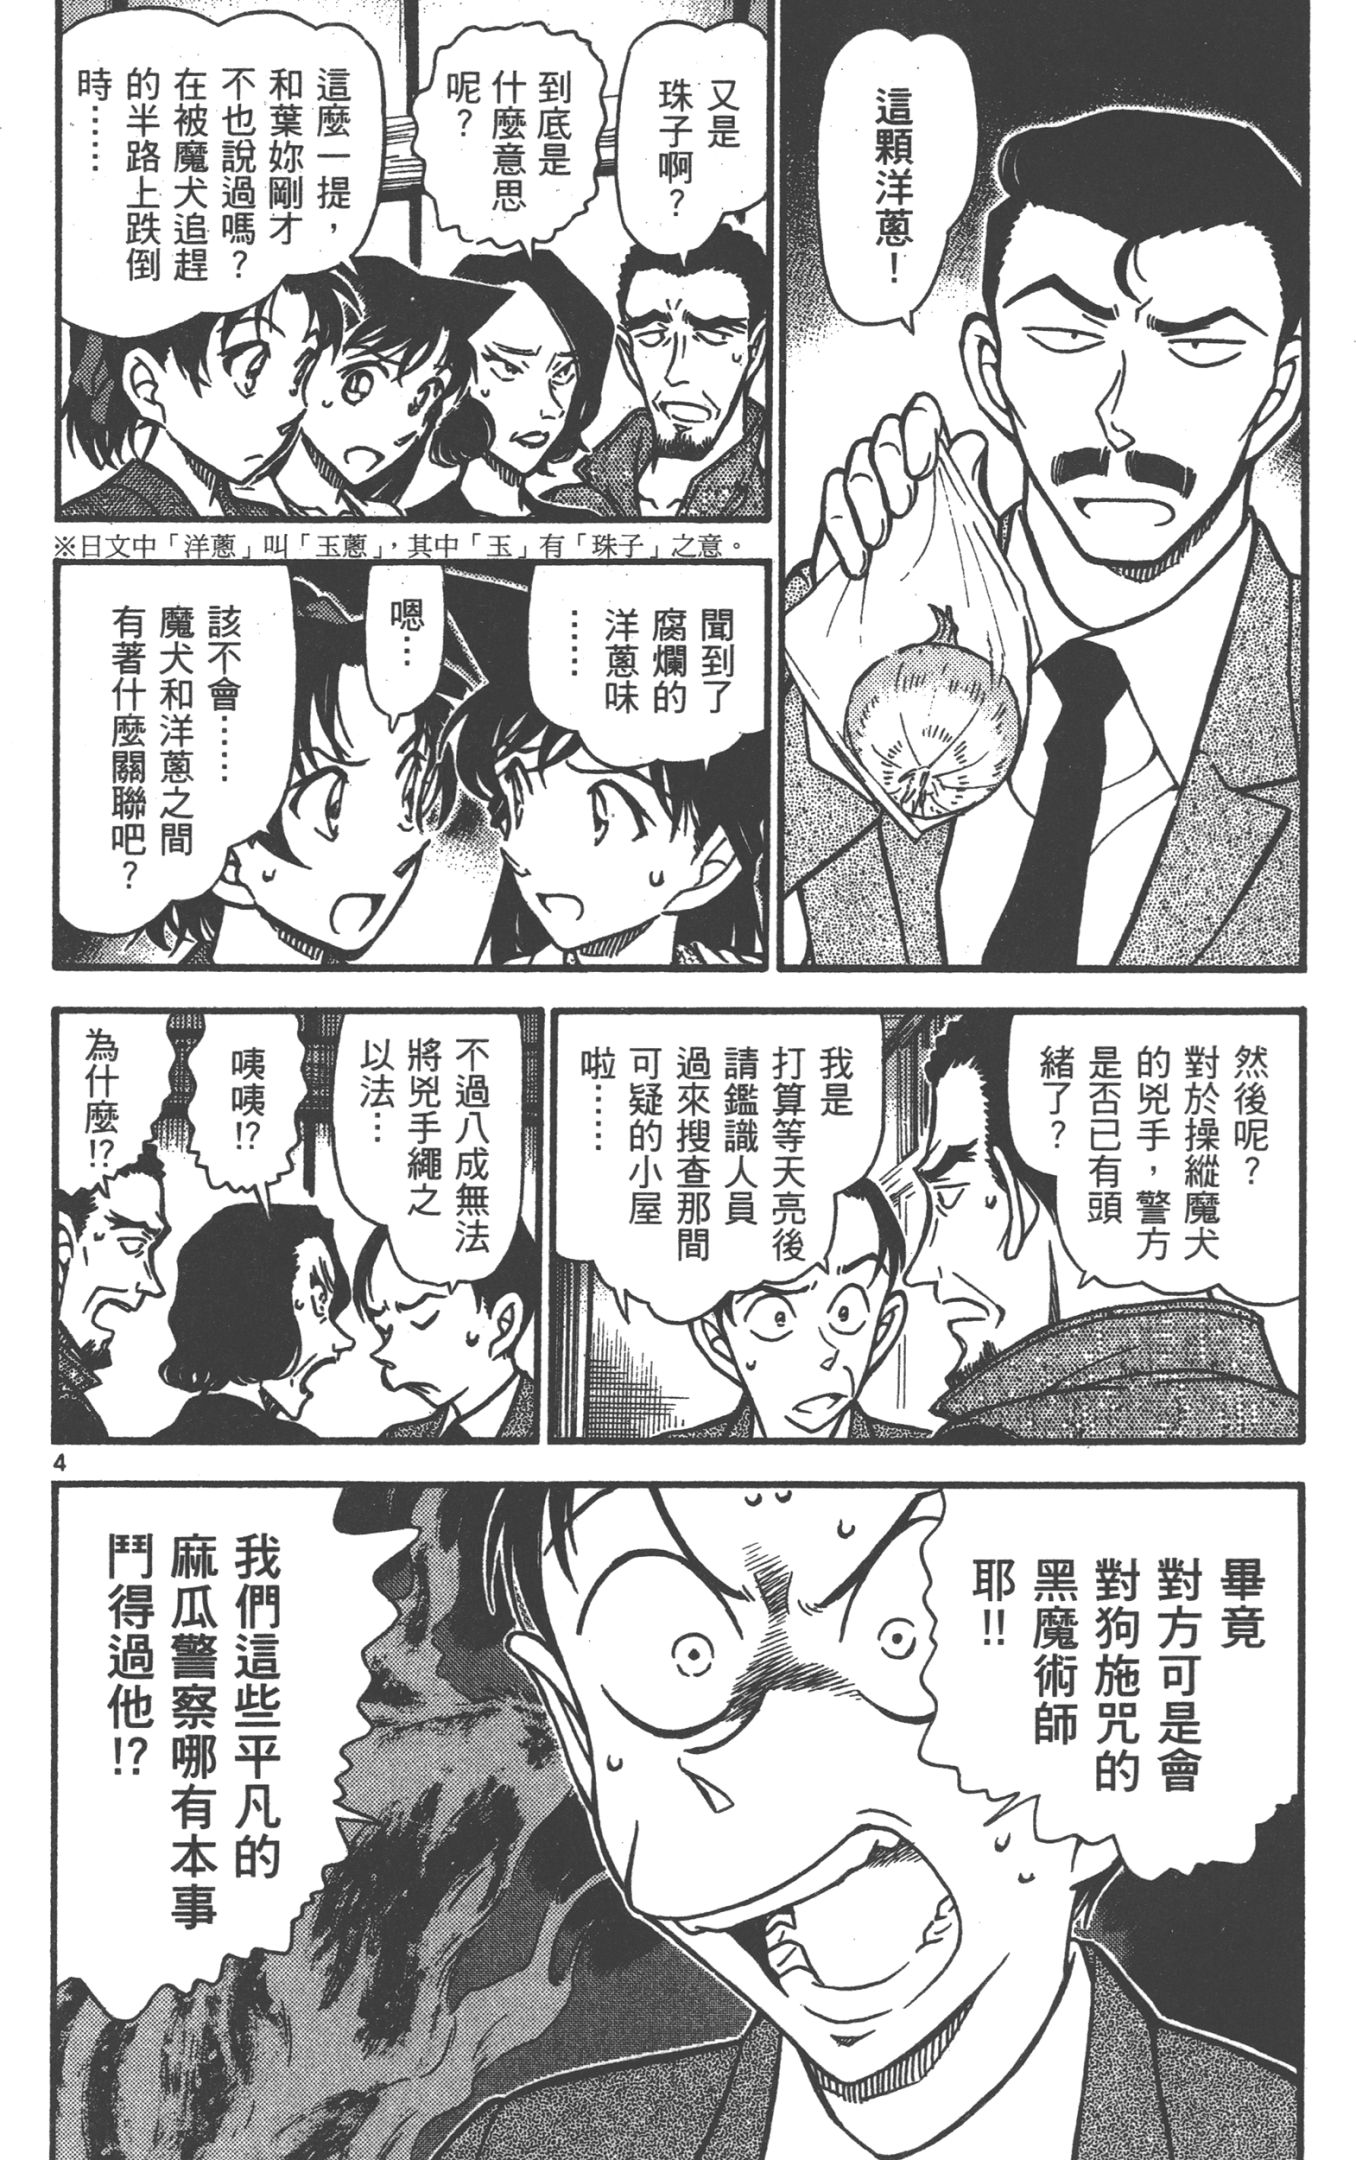 這顆洋蔥！
又是
珠子啊？
到底是
什麼意思
呢？
這麼一提，
和葉妳剛才
不也說過嗎？
在被魔犬追趕
的半路上跌倒
時……
※日文中「洋蔥」叫「玉蔥」，其中「玉」有「珠子」之意。
聞到了
腐爛的
洋蔥味
……
嗯…
該不會……
魔犬和洋蔥之間
有著什麼關聯吧？
然後呢？
對於操縱魔犬
的兇手，警方
是否已有頭
緒了？
我是
打算等天亮後
請鑑識人員
過來搜查那間
可疑的小屋
啦……
不過八成無法
將兇手繩之
以法…
咦咦!?
為什麼!?
4
畢竟
對方可是會
對狗施咒的
黑魔術師
耶!!
我們這些平凡的
麻瓜警察哪有本事
鬥得過他!?